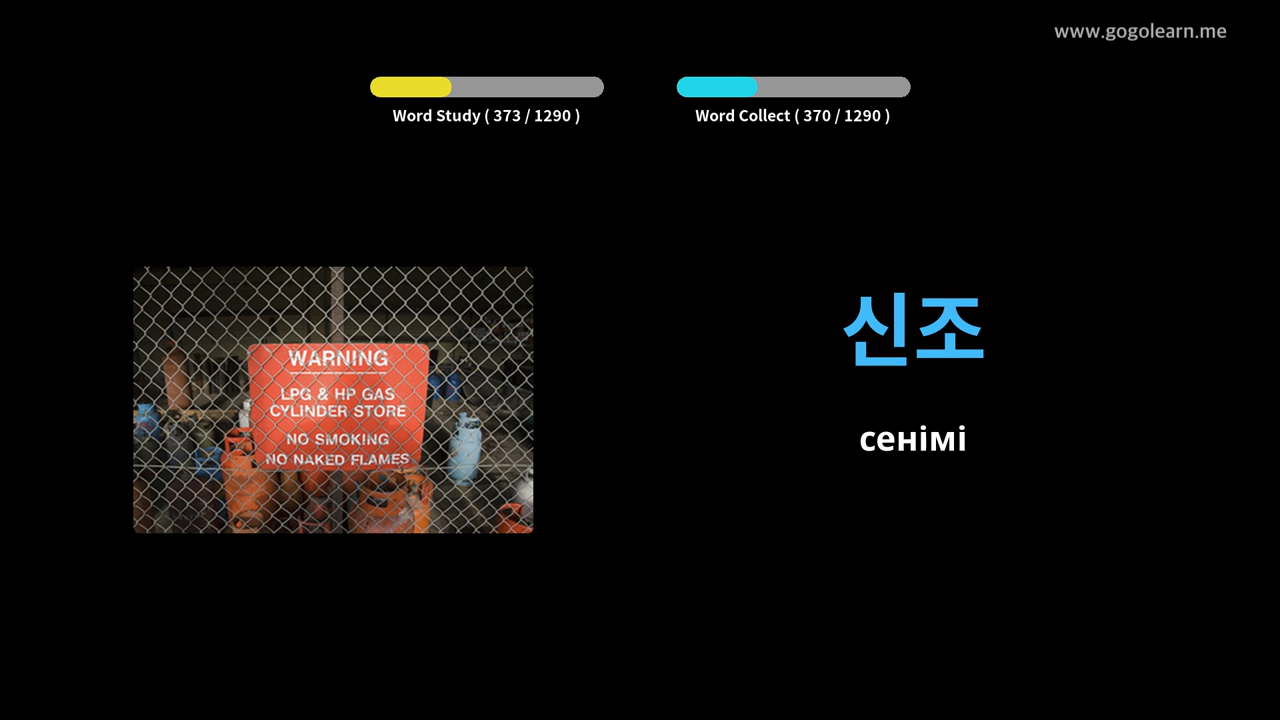 www.gogolearn.me
Word Study ( 373 / 1290 )
Word Collect ( 370 / 1290 )
WARNING
LPG & HP GAS
CYLINDER STORE
NO SMOKING
NO NAKED FLAMES
신조
сенімі